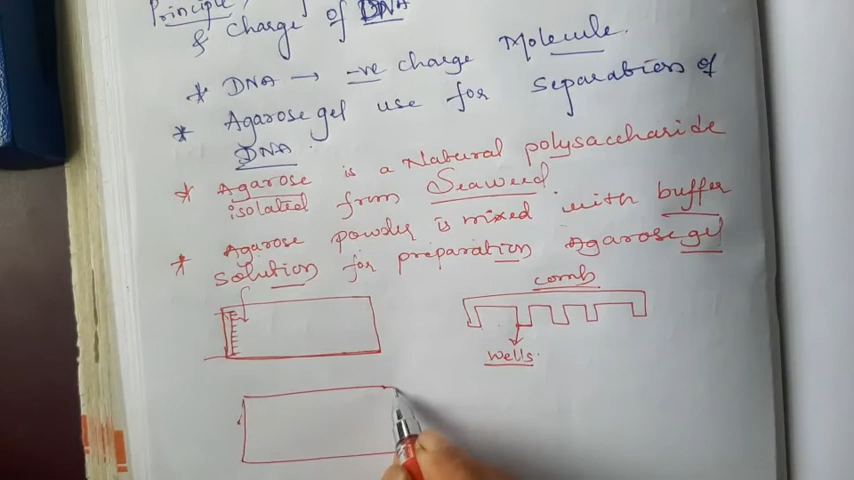 Principle,
& Charge of DNA
* DNA → -ve charge Molecule.
* Agarose gel use for separation of
DNA.
* Agarose is a Natural polysaccharide
isolated from Seaweed.
* Agarose powder is mixed with buffer
solution for preparation Agarose gel
comb
wells.